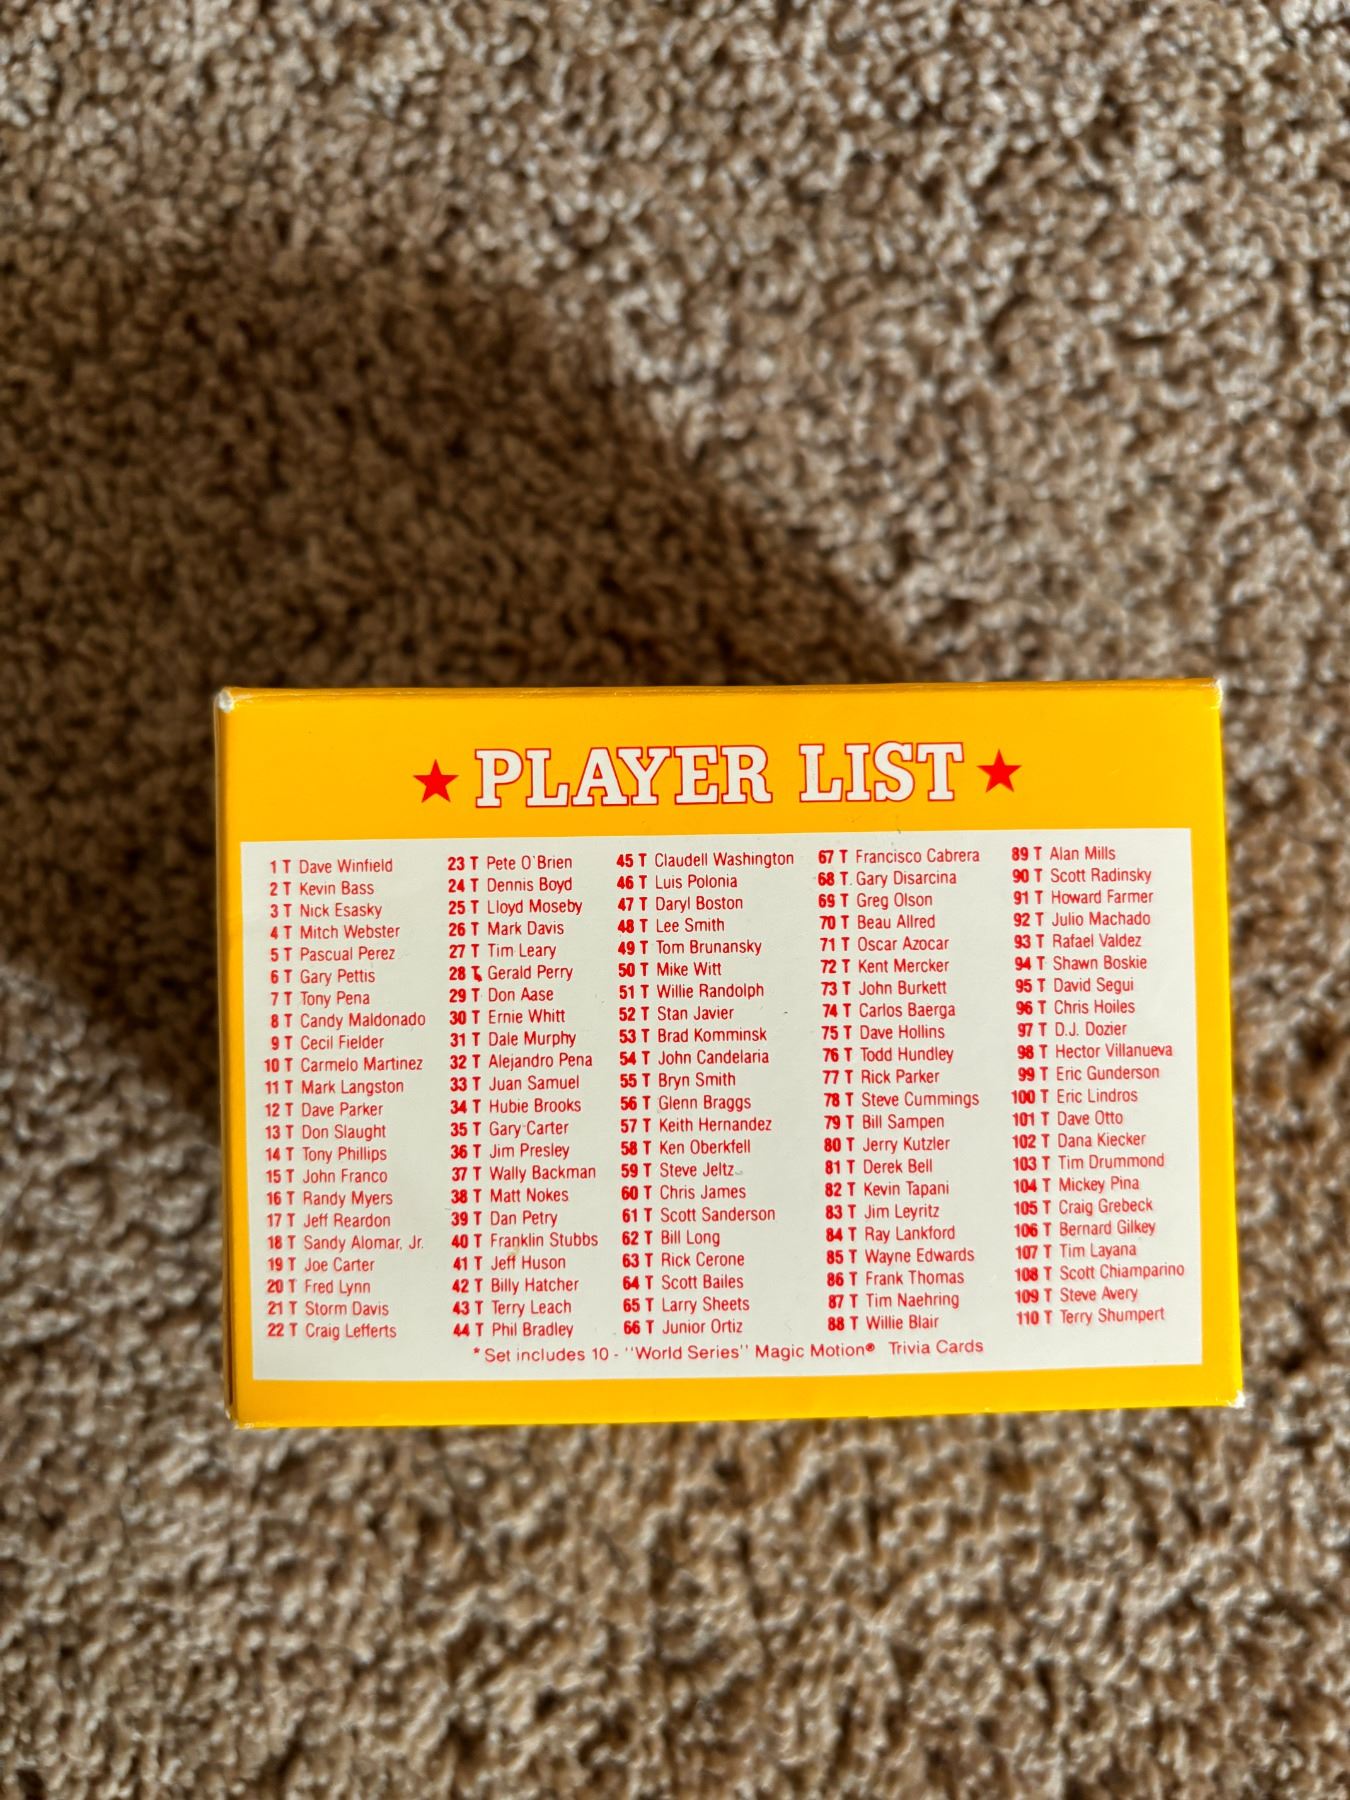 ★ PLAYER LIST ★
1 T Dave Winfield
2 T Kevin Bass
3 T Nick Esasky
4 T Mitch Webster
5 T Pascual Perez
6 T Gary Pettis
7 T Tony Pena
8 T Candy Maldonado
9 T Cecil Fielder
10 T Carmelo Martinez
11 T Mark Langston
12 T Dave Parker
13 T Don Slaught
14 T Tony Phillips
15 T John Franco
16 T Randy Myers
17 T Jeff Reardon
18 T Sandy Alomar, Jr.
19 T Joe Carter
20 T Fred Lynn
21 T Storm Davis
22 T Craig Lefferts
23 T Pete O'Brien
24 T Dennis Boyd
25 T Lloyd Moseby
26 T Mark Davis
27 T Tim Leary
28 T Gerald Perry
29 T Don Aase
30 T Ernie Whitt
31 T Dale Murphy
32 T Alejandro Pena
33 T Juan Samuel
34 T Hubie Brooks
35 T Gary Carter
36 T Jim Presley
37 T Wally Backman
38 T Matt Nokes
39 T Dan Petry
40 T Franklin Stubbs
41 T Jeff Huson
42 T Billy Hatcher
43 T Terry Leach
44 T Phil Bradley
45 T Claudell Washington
46 T Luis Polonia
47 T Daryl Boston
48 T Lee Smith
49 T Tom Brunansky
50 T Mike Witt
51 T Willie Randolph
52 T Stan Javier
53 T Brad Komminsk
54 T John Candelaria
55 T Bryn Smith
56 T Glenn Braggs
57 T Keith Hernandez
58 T Ken Oberkfell
59 T Steve Jeltz
60 T Chris James
61 T Scott Sanderson
62 T Bill Long
63 T Rick Cerone
64 T Scott Bailes
65 T Larry Sheets
66 T Junior Ortiz
67 T Francisco Cabrera
68 T Gary Disarcina
69 T Greg Olson
70 T Beau Allred
71 T Oscar Azocar
72 T Kent Mercker
73 T John Burkett
74 T Carlos Baerga
75 T Dave Hollins
76 T Todd Hundley
77 T Rick Parker
78 T Steve Cummings
79 T Bill Sampen
80 T Jerry Kutzler
81 T Derek Bell
82 T Kevin Tapani
83 T Jim Leyritz
84 T Ray Lankford
85 T Wayne Edwards
86 T Frank Thomas
87 T Tim Naehring
88 T Willie Blair
89 T Alan Mills
90 T Scott Radinsky
91 T Howard Farmer
92 T Julio Machado
93 T Rafael Valdez
94 T Shawn Boskie
95 T David Segui
96 T Chris Hoiles
97 T D.J. Dozier
98 T Hector Villanueva
99 T Eric Gunderson
100 T Eric Lindros
101 T Dave Otto
102 T Dana Kiecker
103 T Tim Drummond
104 T Mickey Pina
105 T Craig Grebeck
106 T Bernard Gilkey
107 T Tim Layana
108 T Scott Chiamparino
109 T Steve Avery
110 T Terry Shumpert
* Set includes 10 - "World Series" Magic Motion® Trivia Cards